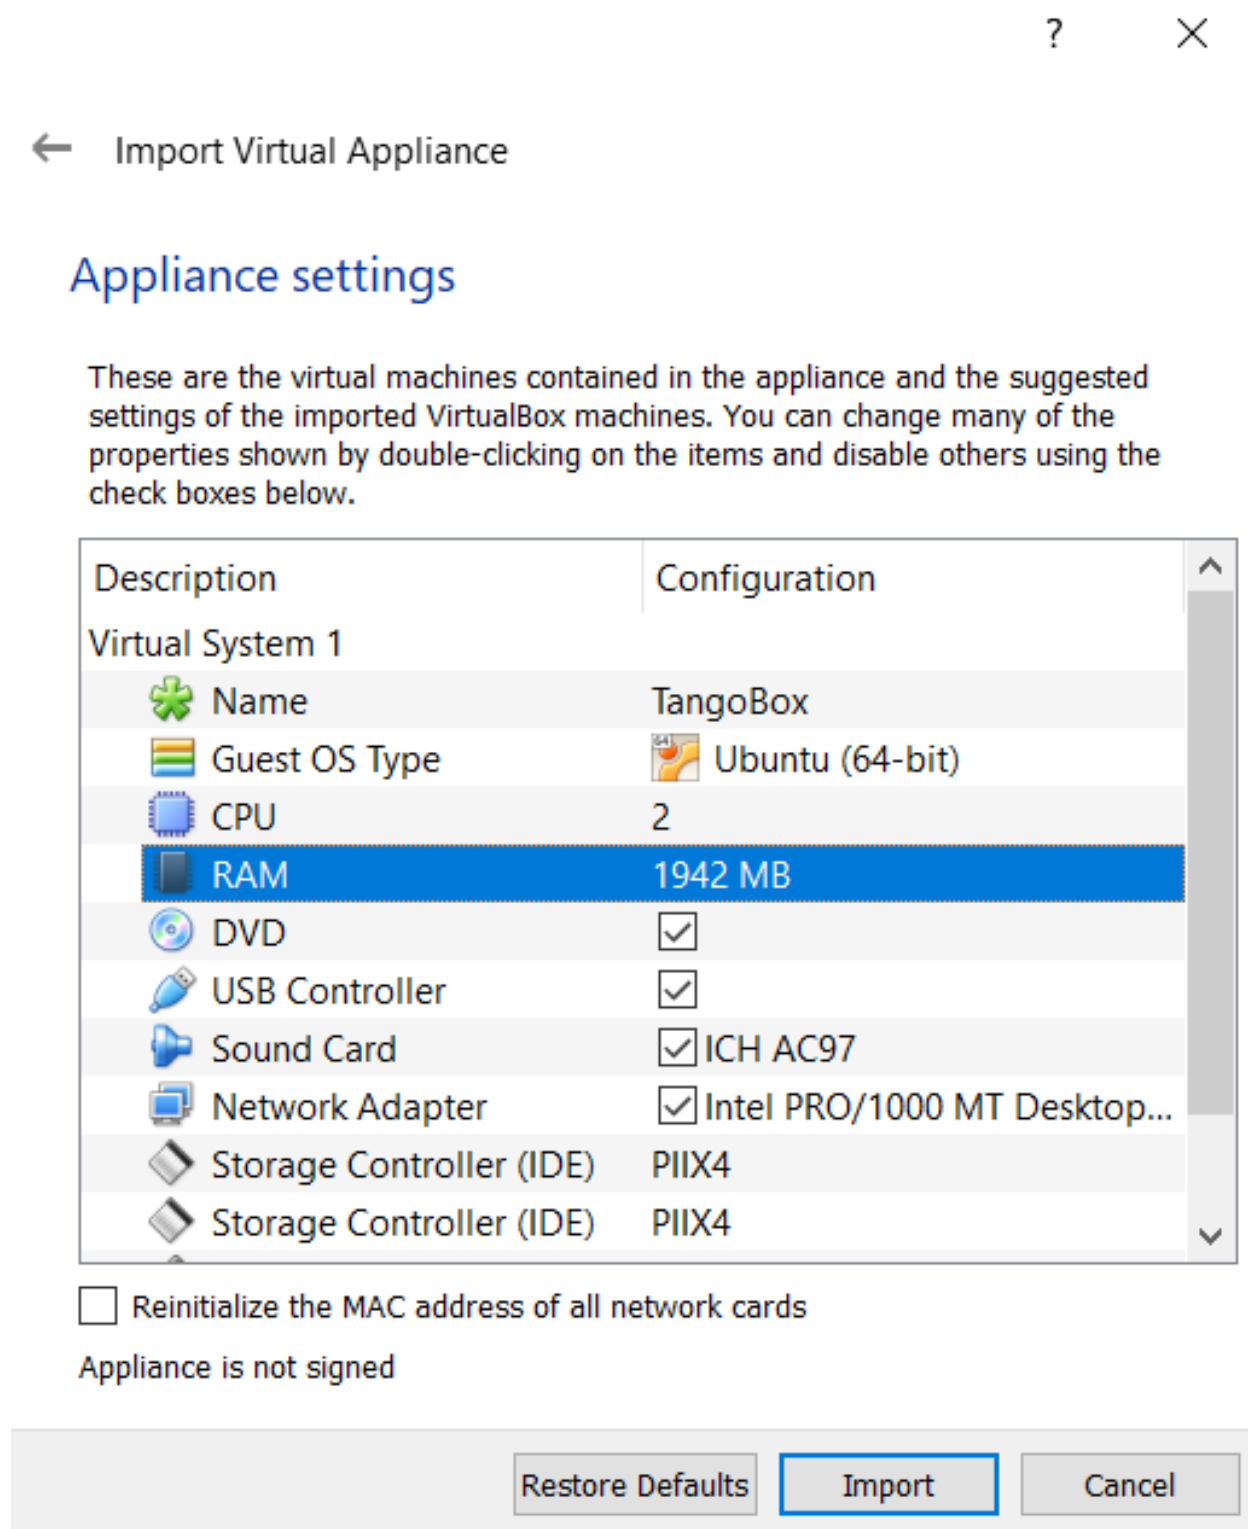 ?
Import Virtual Appliance
Appliance settings
These are the virtual machines contained in the appliance and the suggested
settings of the imported VirtualBox machines. You can change many of the
properties shown by double-clicking on the items and disable others using the
check boxes below.
Description Configuration
Virtual System 1
Name TangoBox
Guest OS Type 64 Ubuntu (64-bit)
CPU 2
RAM 1942 MB
DVD
USB Controller
Sound Card ICH AC97
Network Adapter Intel PRO/1000 MT Desktop...
Storage Controller (IDE) PIIX4
Storage Controller (IDE) PIIX4
Reinitialize the MAC address of all network cards
Appliance is not signed
Restore Defaults Import Cancel